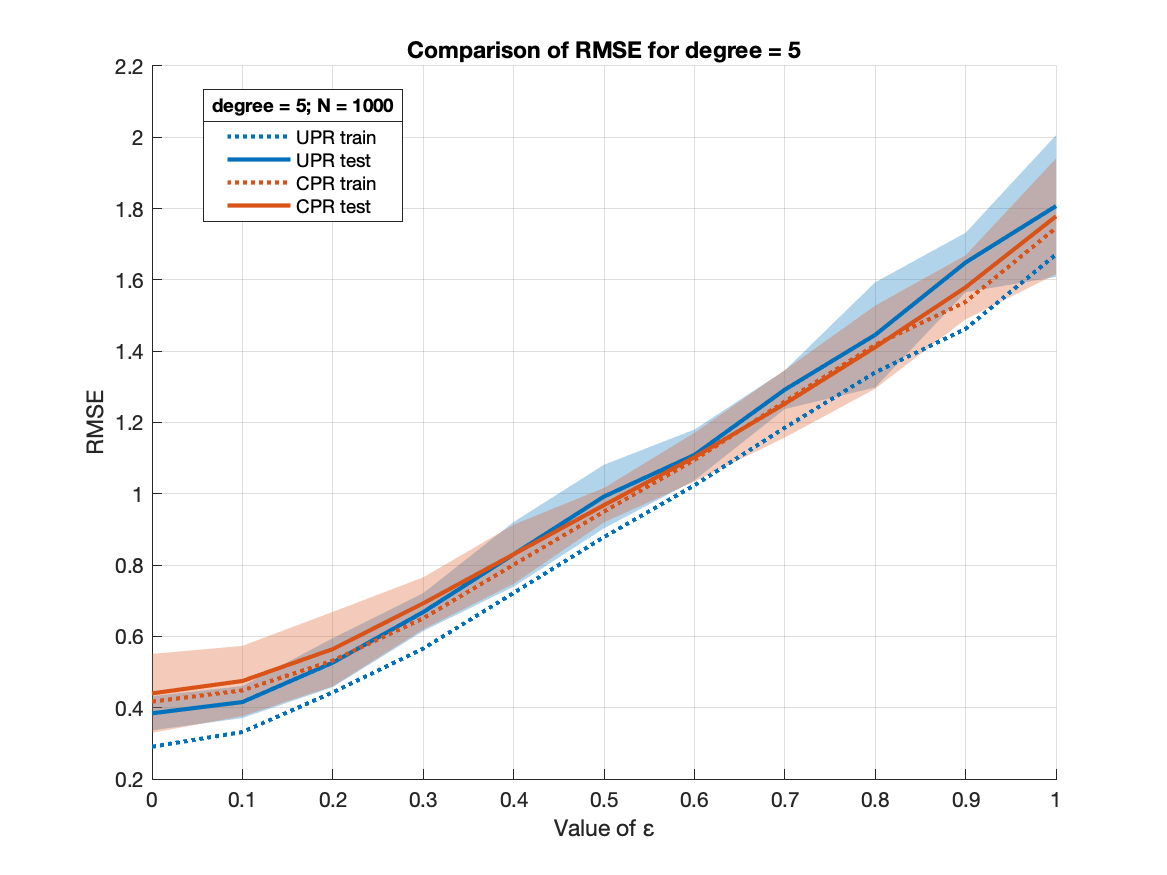 Comparison of RMSE for degree = 5
2.2
2
1.8
1.6
1.4
1.2
1
0.8
0.6
0.4
0.2
RMSE
degree = 5; N = 1000
UPR train
UPR test
CPR train
CPR test
0 0.1 0.2 0.3 0.4 0.5 0.6 0.7 0.8 0.9 1
Value of ε